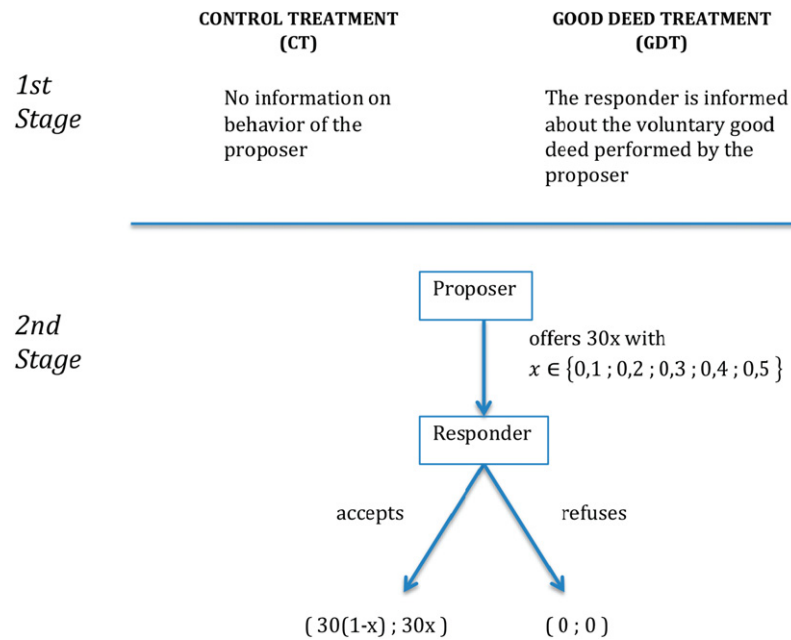 CONTROL TREATMENT
(CT)
GOOD DEED TREATMENT
(GDT)
1st
Stage
No information on
behavior of the
proposer
The responder is informed
about the voluntary good
deed performed by the
proposer
2nd
Stage
Proposer
offers 30x with
x ∈ {0,1 ; 0,2 ; 0,3 ; 0,4 ; 0,5 }
Responder
accepts
refuses
( 30(1-x) ; 30x )
( 0 ; 0 )